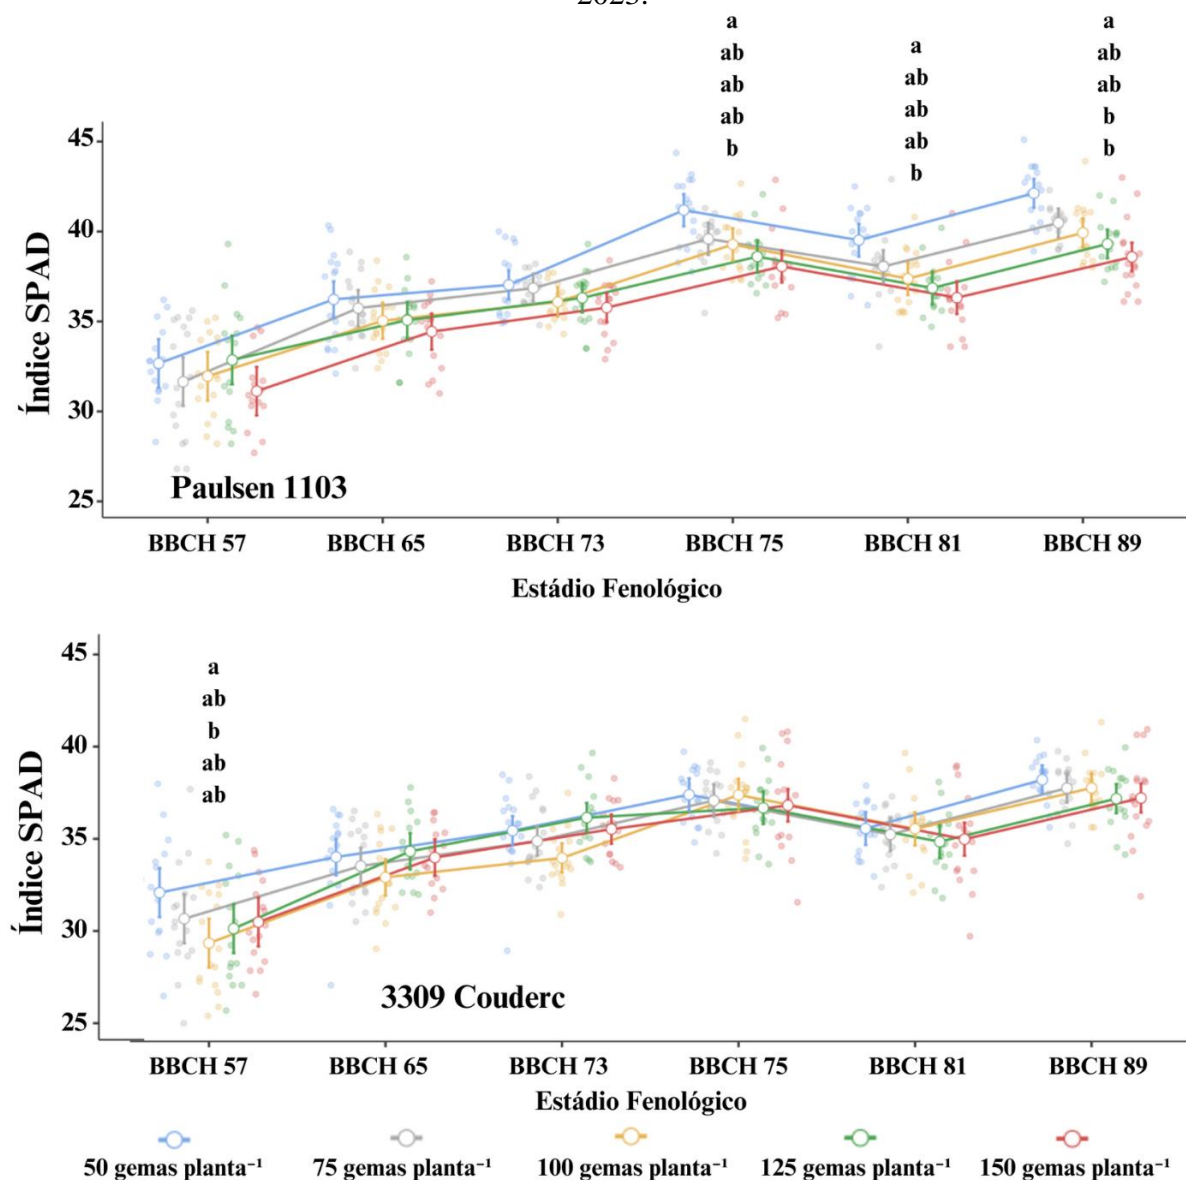 2023.
a
ab
ab
ab
b
a
ab
ab
ab
b
a
ab
ab
b
b
45
40
35
30
25
Índice SPAD
Paulsen 1103
BBCH 57 BBCH 65 BBCH 73 BBCH 75 BBCH 81 BBCH 89
Estádio Fenológico
a
ab
b
ab
ab
45
40
35
30
25
Índice SPAD
3309 Couderc
BBCH 57 BBCH 65 BBCH 73 BBCH 75 BBCH 81 BBCH 89
Estádio Fenológico
50 gemas planta⁻¹ 75 gemas planta⁻¹ 100 gemas planta⁻¹ 125 gemas planta⁻¹ 150 gemas planta⁻¹